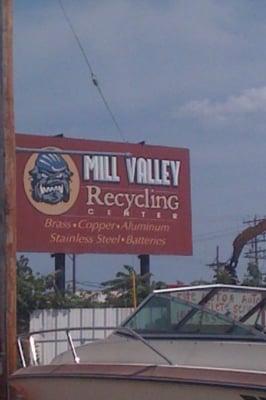 MILL VALLEY
Recycling
CENTER
Brass • Copper • Aluminum
Stainless Steel • Batteries